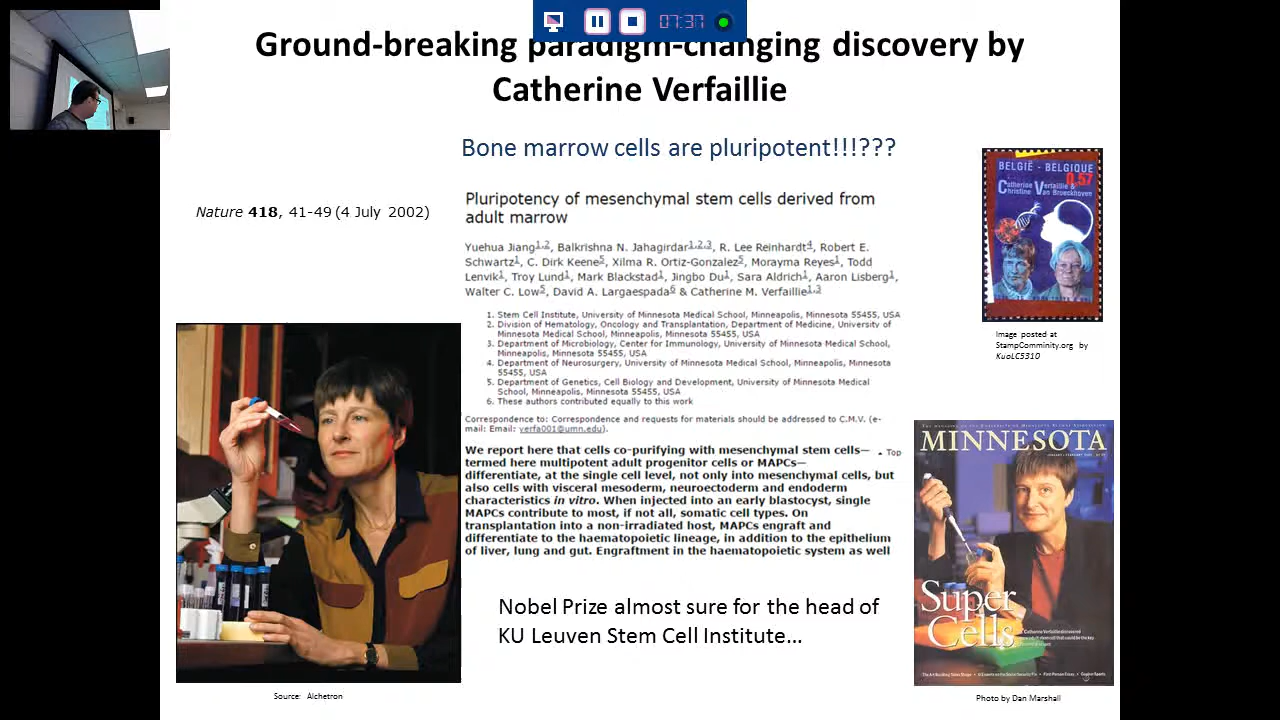 07:37
Ground-breaking paradigm-changing discovery by
Catherine Verfaillie
Bone marrow cells are pluripotent!!!???
Nature 418, 41-49 (4 July 2002)
Pluripotency of mesenchymal stem cells derived from
adult marrow
Yuehua Jiang1,2, Balkrishna N. Jahagirdar1,2,3, R. Lee Reinhardt4, Robert E.
Schwartz1, C. Dirk Keene5, Xilma R. Ortiz-Gonzalez5, Morayma Reyes1, Todd
Lenvik1, Troy Lund1, Mark Blackstad1, Jingbo Du1, Sara Aldrich1, Aaron Lisberg1,
Walter C. Low5, David A. Largaespada6 & Catherine M. Verfaillie1,3
1. Stem Cell Institute, University of Minnesota Medical School, Minneapolis, Minnesota 55455, USA
2. Division of Hematology, Oncology and Transplantation, Department of Medicine, University of
Minnesota Medical School, Minneapolis, Minnesota 55455, USA
3. Department of Microbiology, Center for Immunology, University of Minnesota Medical School,
Minneapolis, Minnesota 55455, USA
4. Department of Neurosurgery, University of Minnesota Medical School, Minneapolis, Minnesota
55455, USA
5. Department of Genetics, Cell Biology and Development, University of Minnesota Medical
School, Minneapolis, Minnesota 55455, USA
6. These authors contributed equally to this work
Correspondence to: Correspondence and requests for materials should be addressed to C.M.V. (e-
mail: Email: verfa001@umn.edu).
We report here that cells co-purifying with mesenchymal stem cells—
Top
termed here multipotent adult progenitor cells or MAPCs—
differentiate, at the single cell level, not only into mesenchymal cells, but
also cells with visceral mesoderm, neuroectoderm and endoderm
characteristics in vitro. When injected into an early blastocyst, single
MAPCs contribute to most, if not all, somatic cell types. On
transplantation into a non-irradiated host, MAPCs engraft and
differentiate to the haematopoietic lineage, in addition to the epithelium
of liver, lung and gut. Engraftment in the haematopoietic system as well
Nobel Prize almost sure for the head of
KU Leuven Stem Cell Institute...
Source: Alchetron
BELGIË - BELGIQUE
0,57
Catherine Verfaillie &
Christine Van Broeckhoven
Image posted at
StampComminity.org by
KuoLC5310
MINNESOTA
Super
Cells
Photo by Dan Marshall